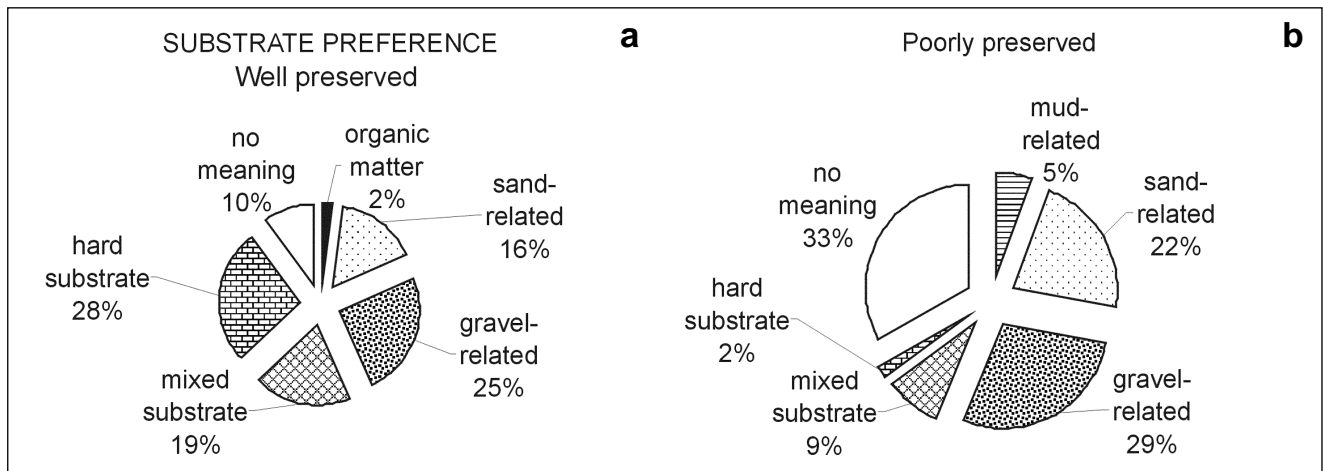 SUBSTRATE PREFERENCE
Well preserved
a
no
meaning
10%
organic
matter
2%
sand-
related
16%
hard
substrate
28%
gravel-
related
25%
mixed
substrate
19%
Poorly preserved
b
mud-
related
5%
no
meaning
33%
sand-
related
22%
hard
substrate
2%
mixed
substrate
9%
gravel-
related
29%